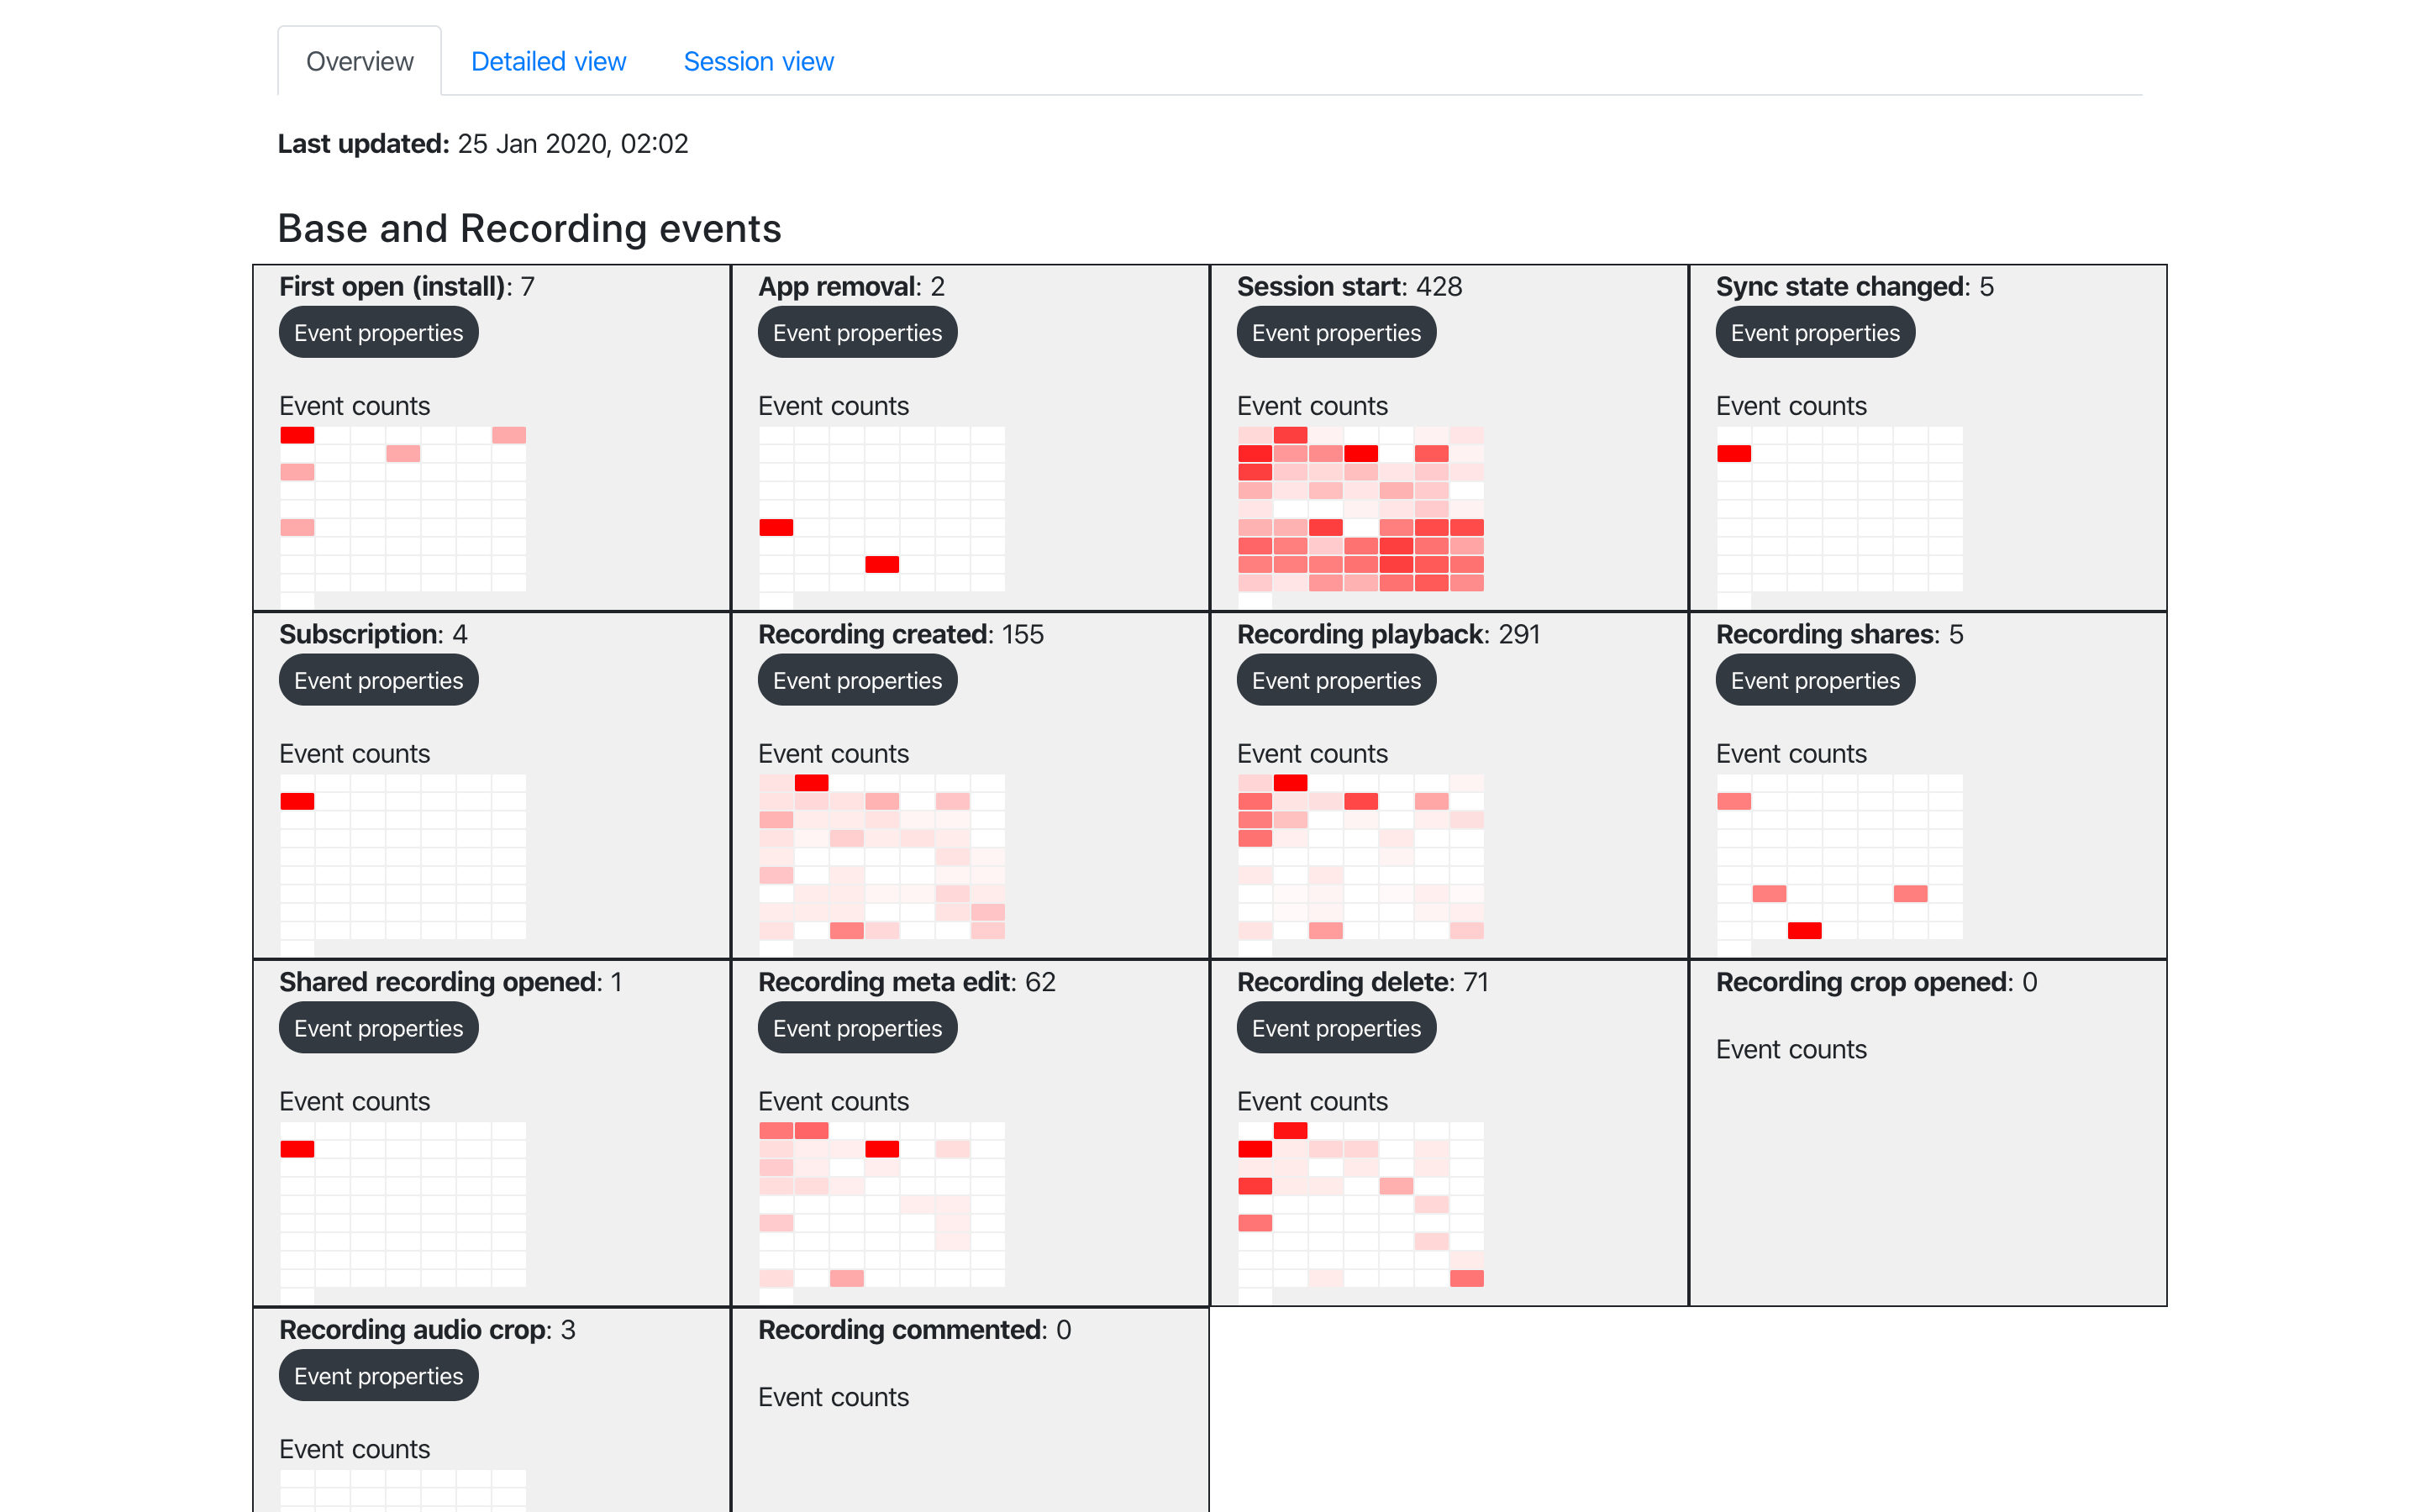 Overview
Detailed view
Session view
Last updated: 25 Jan 2020, 02:02
Base and Recording events
First open (install): 7
Event properties
Event counts
App removal: 2
Event properties
Event counts
Session start: 428
Event properties
Event counts
Sync state changed: 5
Event properties
Event counts
Subscription: 4
Event properties
Event counts
Recording created: 155
Event properties
Event counts
Recording playback: 291
Event properties
Event counts
Recording shares: 5
Event properties
Event counts
Shared recording opened: 1
Event properties
Event counts
Recording meta edit: 62
Event properties
Event counts
Recording delete: 71
Event properties
Event counts
Recording crop opened: 0
Event counts
Recording audio crop: 3
Event properties
Event counts
Recording commented: 0
Event counts